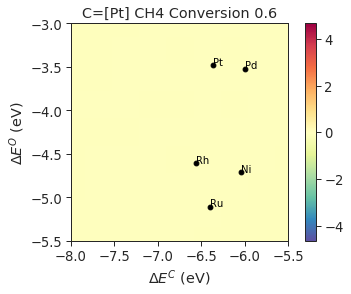 C=[Pt] CH4 Conversion 0.6
−3.0
−3.5
−4.0
−4.5
−5.0
−5.5
ΔE^O (eV)
Pt
Pd
Rh
Ni
Ru
−8.0 −7.5 −7.0 −6.5 −6.0 −5.5
ΔE^C (eV)
4
2
0
−2
−4